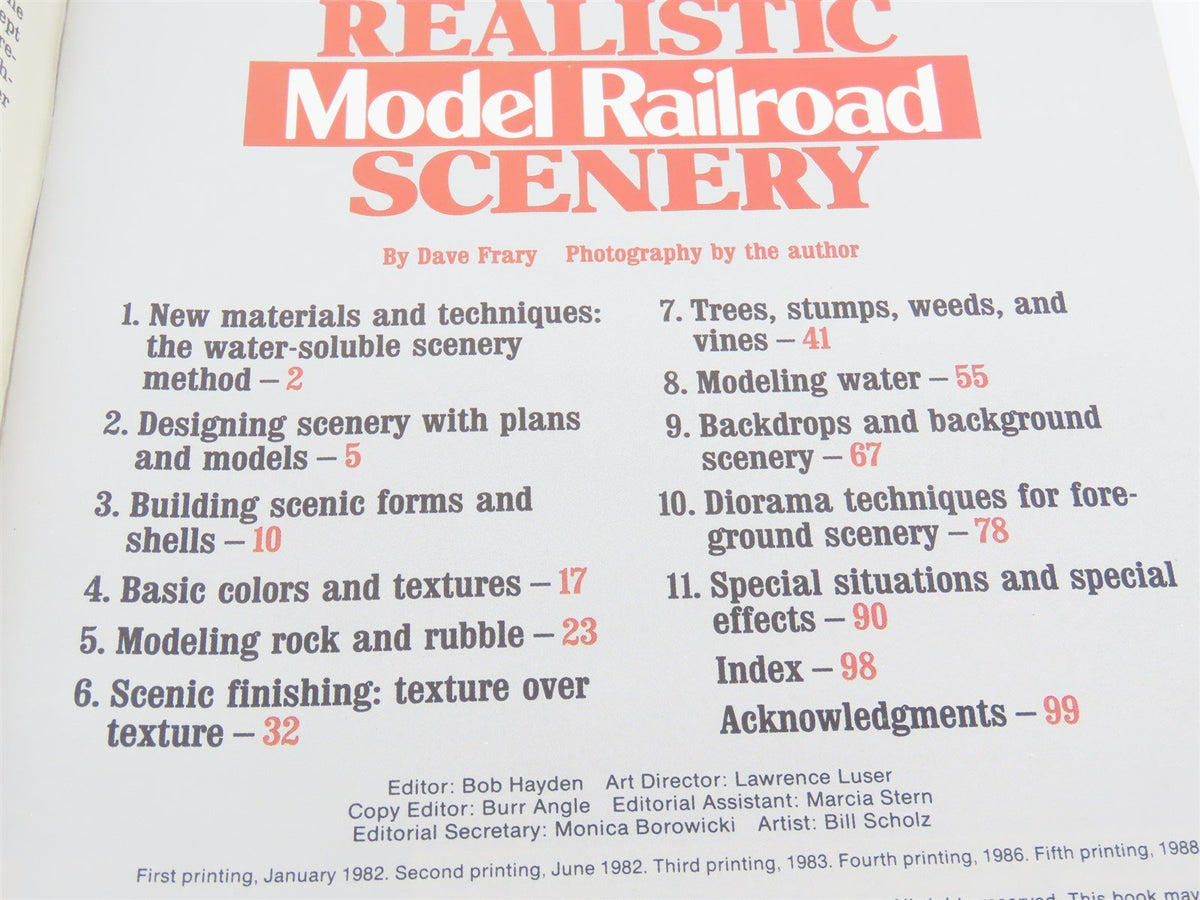 REALISTIC
Model Railroad
SCENERY
By Dave Frary Photography by the author
1. New materials and techniques:
the water-soluble scenery
method – 2
2. Designing scenery with plans
and models – 5
3. Building scenic forms and
shells – 10
4. Basic colors and textures – 17
5. Modeling rock and rubble – 23
6. Scenic finishing: texture over
texture – 32
7. Trees, stumps, weeds, and
vines – 41
8. Modeling water – 55
9. Backdrops and background
scenery – 67
10. Diorama techniques for fore-
ground scenery – 78
11. Special situations and special
effects – 90
Index – 98
Acknowledgments – 99
Editor: Bob Hayden Art Director: Lawrence Luser
Copy Editor: Burr Angle Editorial Assistant: Marcia Stern
Editorial Secretary: Monica Borowicki Artist: Bill Scholz
First printing, January 1982. Second printing, June 1982. Third printing, 1983. Fourth printing, 1986. Fifth printing, 1988
reserved. This book may